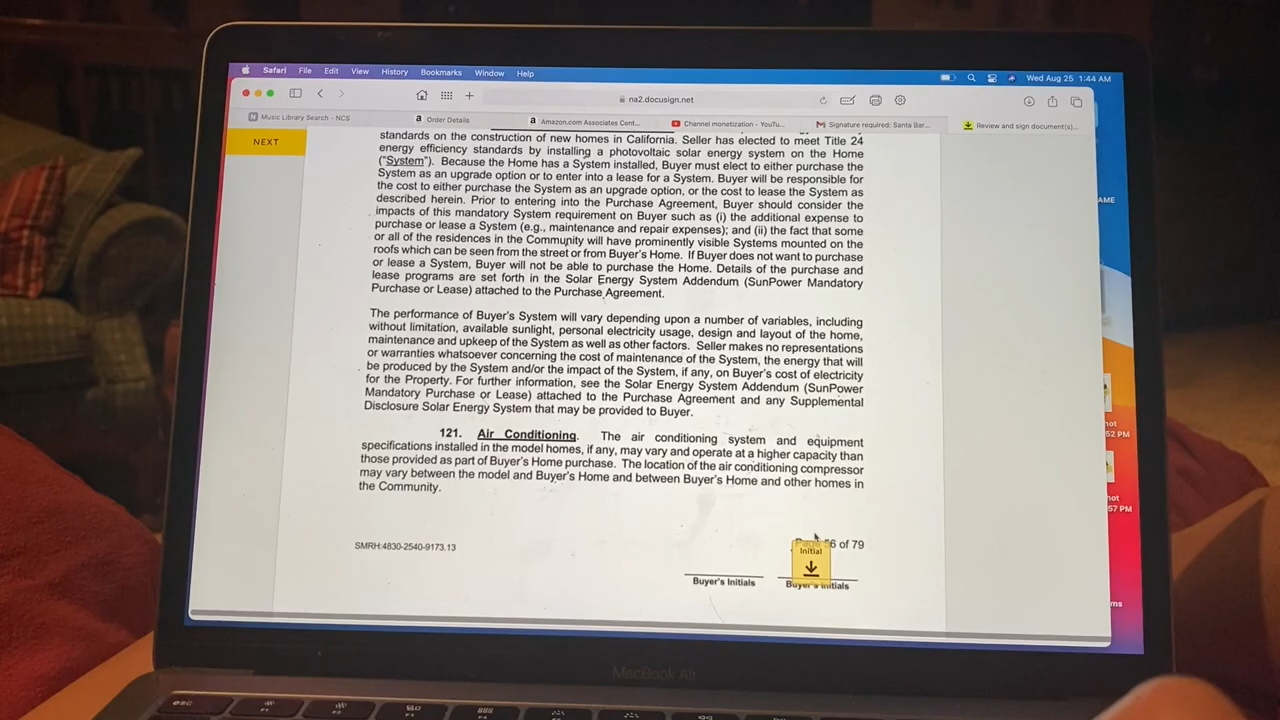 Safari File Edit View History Bookmarks Window Help
Wed Aug 25 1:44 AM
na2.docusign.net
Music Library Search - NCS
Order Details
Amazon.com Associates Cent...
Channel monetization - YouTu...
Signature required: Santa Bar...
Review and sign document(s)...
NEXT
standards on the construction of new homes in California. Seller has elected to meet Title 24
energy efficiency standards by installing a photovoltaic solar energy system on the Home
("System"). Because the Home has a System installed, Buyer must elect to either purchase the
System as an upgrade option or to enter into a lease for a System. Buyer will be responsible for
the cost to either purchase the System as an upgrade option, or the cost to lease the System as
described herein. Prior to entering into the Purchase Agreement, Buyer should consider the
impacts of this mandatory System requirement on Buyer such as (i) the additional expense to
purchase or lease a System (e.g., maintenance and repair expenses); and (ii) the fact that some
or all of the residences in the Community will have prominently visible Systems mounted on the
roofs which can be seen from the street or from Buyer's Home. If Buyer does not want to purchase
or lease a System, Buyer will not be able to purchase the Home. Details of the purchase and
lease programs are set forth in the Solar Energy System Addendum (SunPower Mandatory
Purchase or Lease) attached to the Purchase Agreement.
The performance of Buyer's System will vary depending upon a number of variables, including
without limitation, available sunlight, personal electricity usage, design and layout of the home,
maintenance and upkeep of the System as well as other factors. Seller makes no representations
or warranties whatsoever concerning the cost of maintenance of the System, the energy that will
be produced by the System and/or the impact of the System, if any, on Buyer's cost of electricity
for the Property. For further information, see the Solar Energy System Addendum (SunPower
Mandatory Purchase or Lease) attached to the Purchase Agreement and any Supplemental
Disclosure Solar Energy System that may be provided to Buyer.
121. Air Conditioning. The air conditioning system and equipment
specifications installed in the model homes, if any, may vary and operate at a higher capacity than
those provided as part of Buyer's Home purchase. The location of the air conditioning compressor
may vary between the model and Buyer's Home and between Buyer's Home and other homes in
the Community.
SMRH:4830-2540-9173.13
Page 56 of 79
Initial
Buyer's Initials
Buyer's Initials
AME
hot
52 PM
hot
57 PM
ms
MacBook Air
esc
F1
F2
F3
F4